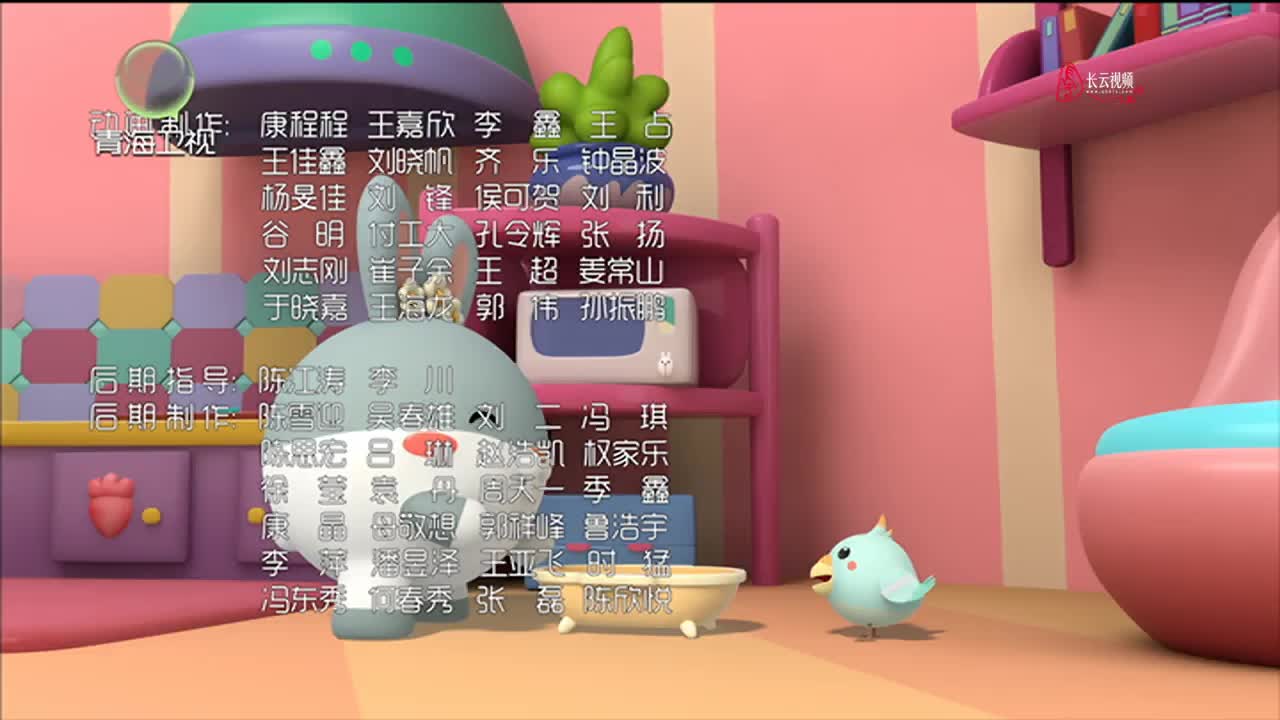 长云视频
动画制作: 康程程 王嘉欣 李 鑫 王 占
青海卫视
王佳鑫 刘晓帆 齐 乐 钟晶波
杨旻佳 刘 锋 侯可贺 刘 利
谷 明 付工大 孔令辉 张 扬
刘志刚 崔子余 王 超 姜常山
于晓嘉 王海龙 郭 伟 孙振鹏
后期指导: 陈江涛 李 川
后期制作: 陈雪迎 吴春雄 刘 二 冯 琪
陈思宏 吕 琳 赵浩凯 权家乐
徐 莹 袁 丹 周天一 季 鑫
康 晶 母敬想 郭祥峰 鲁浩宇
李 萍 潘昱泽 王亚飞 时 猛
冯东秀 何春秀 张 磊 陈欣悦